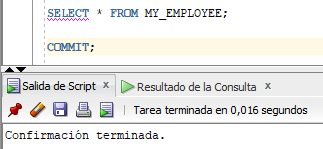 SELECT * FROM MY_EMPLOYEE;
COMMIT;
Salida de Script x
Resultado de la Consulta x
Tarea terminada en 0,016 segundos
Confirmación terminada.